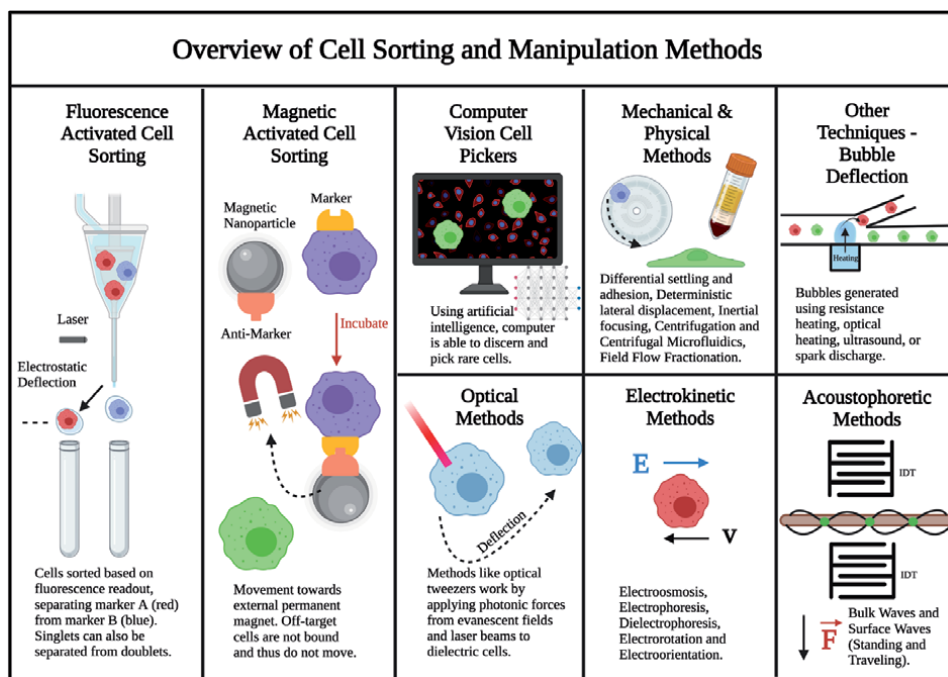 Overview of Cell Sorting and Manipulation Methods
Fluorescence
Activated Cell
Sorting
Laser
Electrostatic
Deflection
Cells sorted based on
fluorescence readout,
separating marker A (red)
from marker B (blue).
Singlets can also be
separated from doublets.
Magnetic
Activated Cell
Sorting
Magnetic
Nanoparticle
Marker
Anti-Marker
Incubate
Movement towards
external permanent
magnet. Off-target
cells are not bound
and thus do not move.
Computer
Vision Cell
Pickers
Using artificial
intelligence, computer
is able to discern and
pick rare cells.
Mechanical &
Physical
Methods
Differential settling and
adhesion, Deterministic
lateral displacement, Inertial
focusing, Centrifugation and
Centrifugal Microfluidics,
Field Flow Fractionation.
Other
Techniques -
Bubble
Deflection
Heating
Bubbles generated
using resistance
heating, optical
heating, ultrasound, or
spark discharge.
Optical
Methods
Deflection
Methods like optical
tweezers work by
applying photonic forces
from evanescent fields
and laser beams to
dielectric cells.
Electrokinetic
Methods
E
v
Electroosmosis,
Electrophoresis,
Dielectrophoresis,
Electrorotation and
Electroorientation.
Acoustophoretic
Methods
IDT
IDT
F
Bulk Waves and
Surface Waves
(Standing and
Traveling).